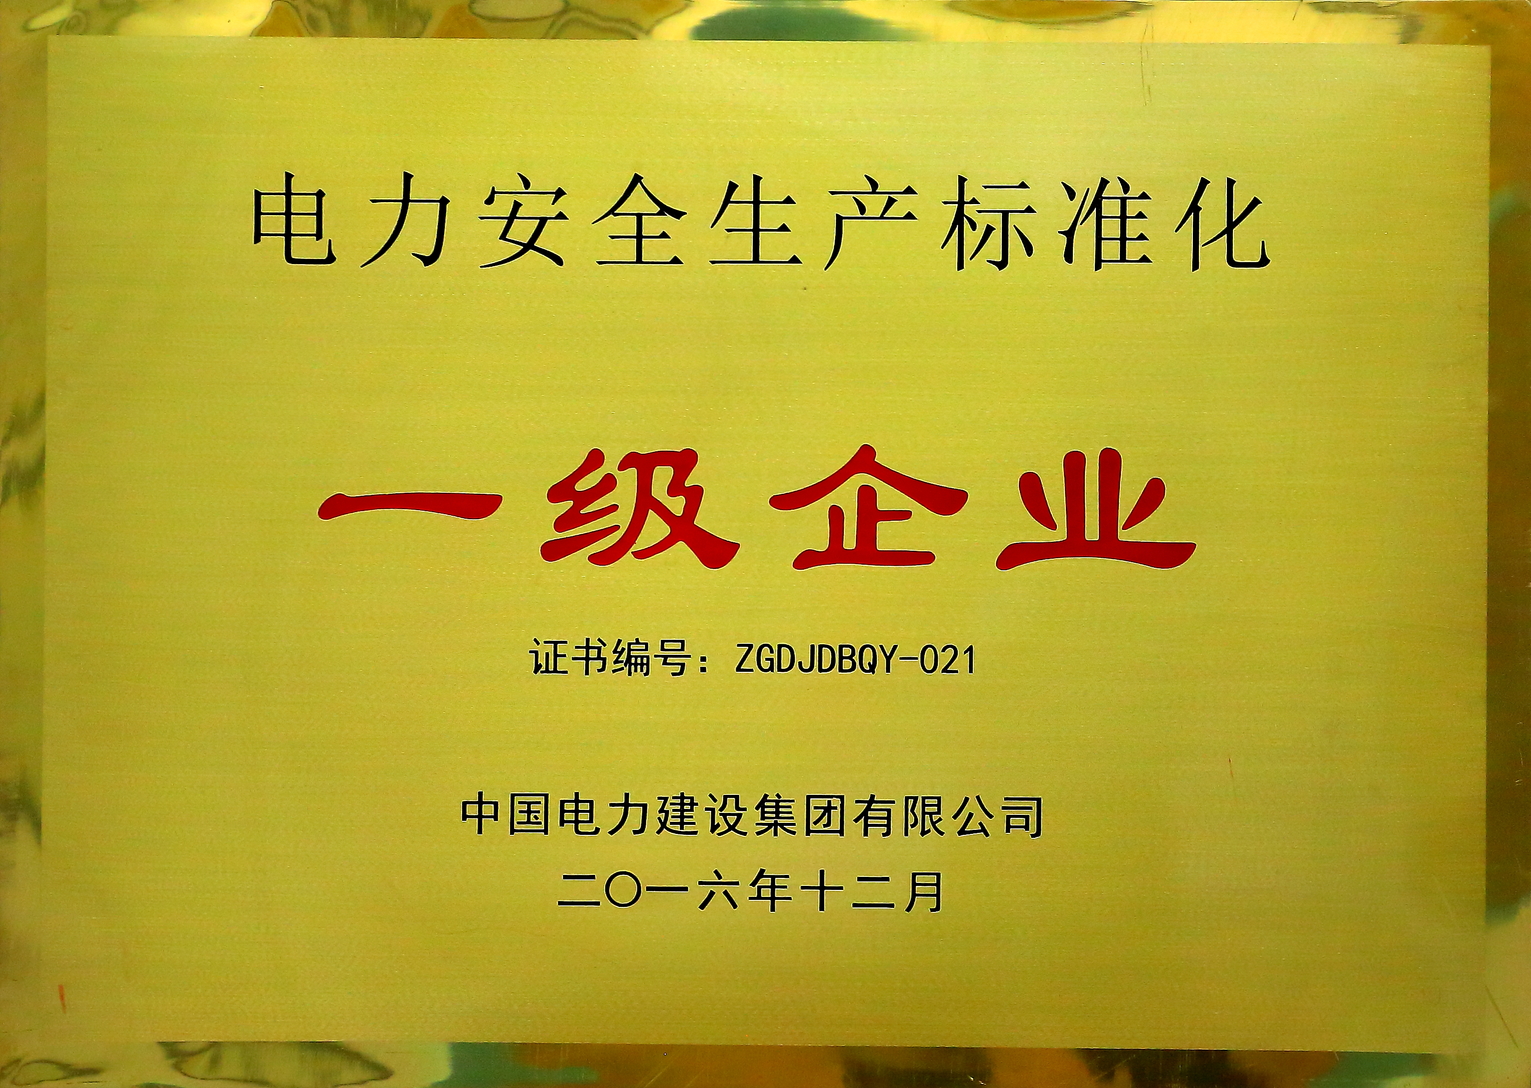 电力安全生产标准化
一级企业
证书编号：ZGDJDBQY-021
中国电力建设集团有限公司
二〇一六年十二月